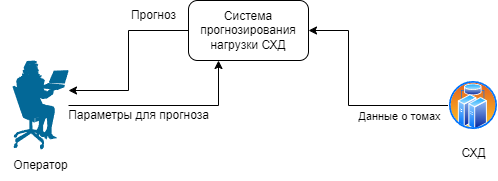 Прогноз
Система
прогнозирования
нагрузки СХД
Параметры для прогноза
Данные о томах
Оператор
СХД